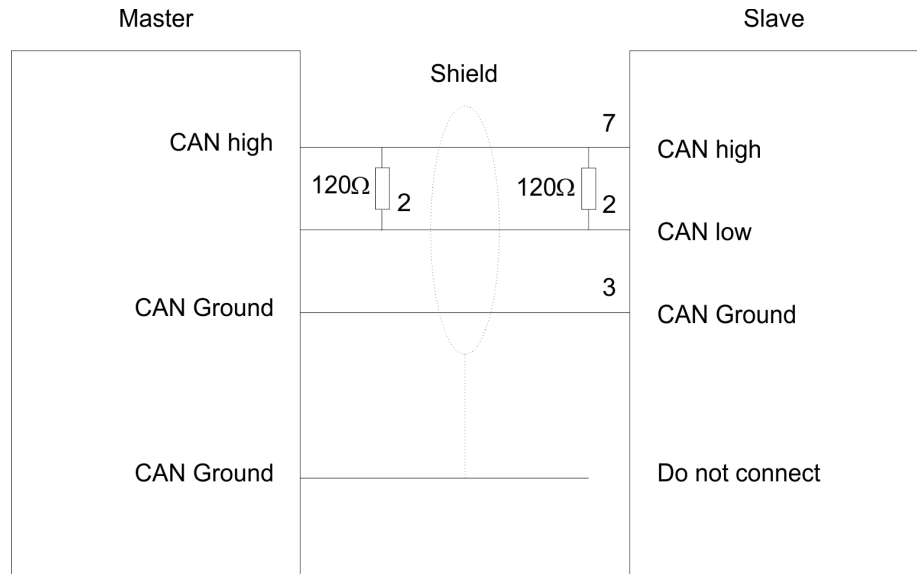 Master
Slave
Shield
7
CAN high
CAN high
120Ω
2
120Ω
2
CAN low
3
CAN Ground
CAN Ground
CAN Ground
Do not connect